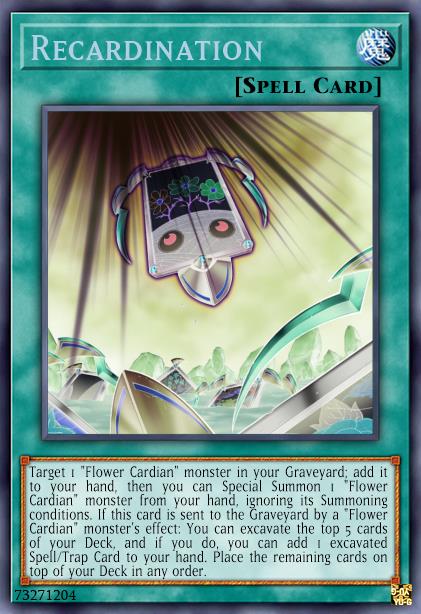 RECARDINATION
魔
[SPELL CARD]
Target 1 "Flower Cardian" monster in your Graveyard; add it
to your hand, then you can Special Summon 1 "Flower
Cardian" monster from your hand, ignoring its Summoning
conditions. If this card is sent to the Graveyard by a "Flower
Cardian" monster's effect: You can excavate the top 5 cards
of your Deck, and if you do, you can add 1 excavated
Spell/Trap Card to your hand. Place the remaining cards on
top of your Deck in any order.
73271204